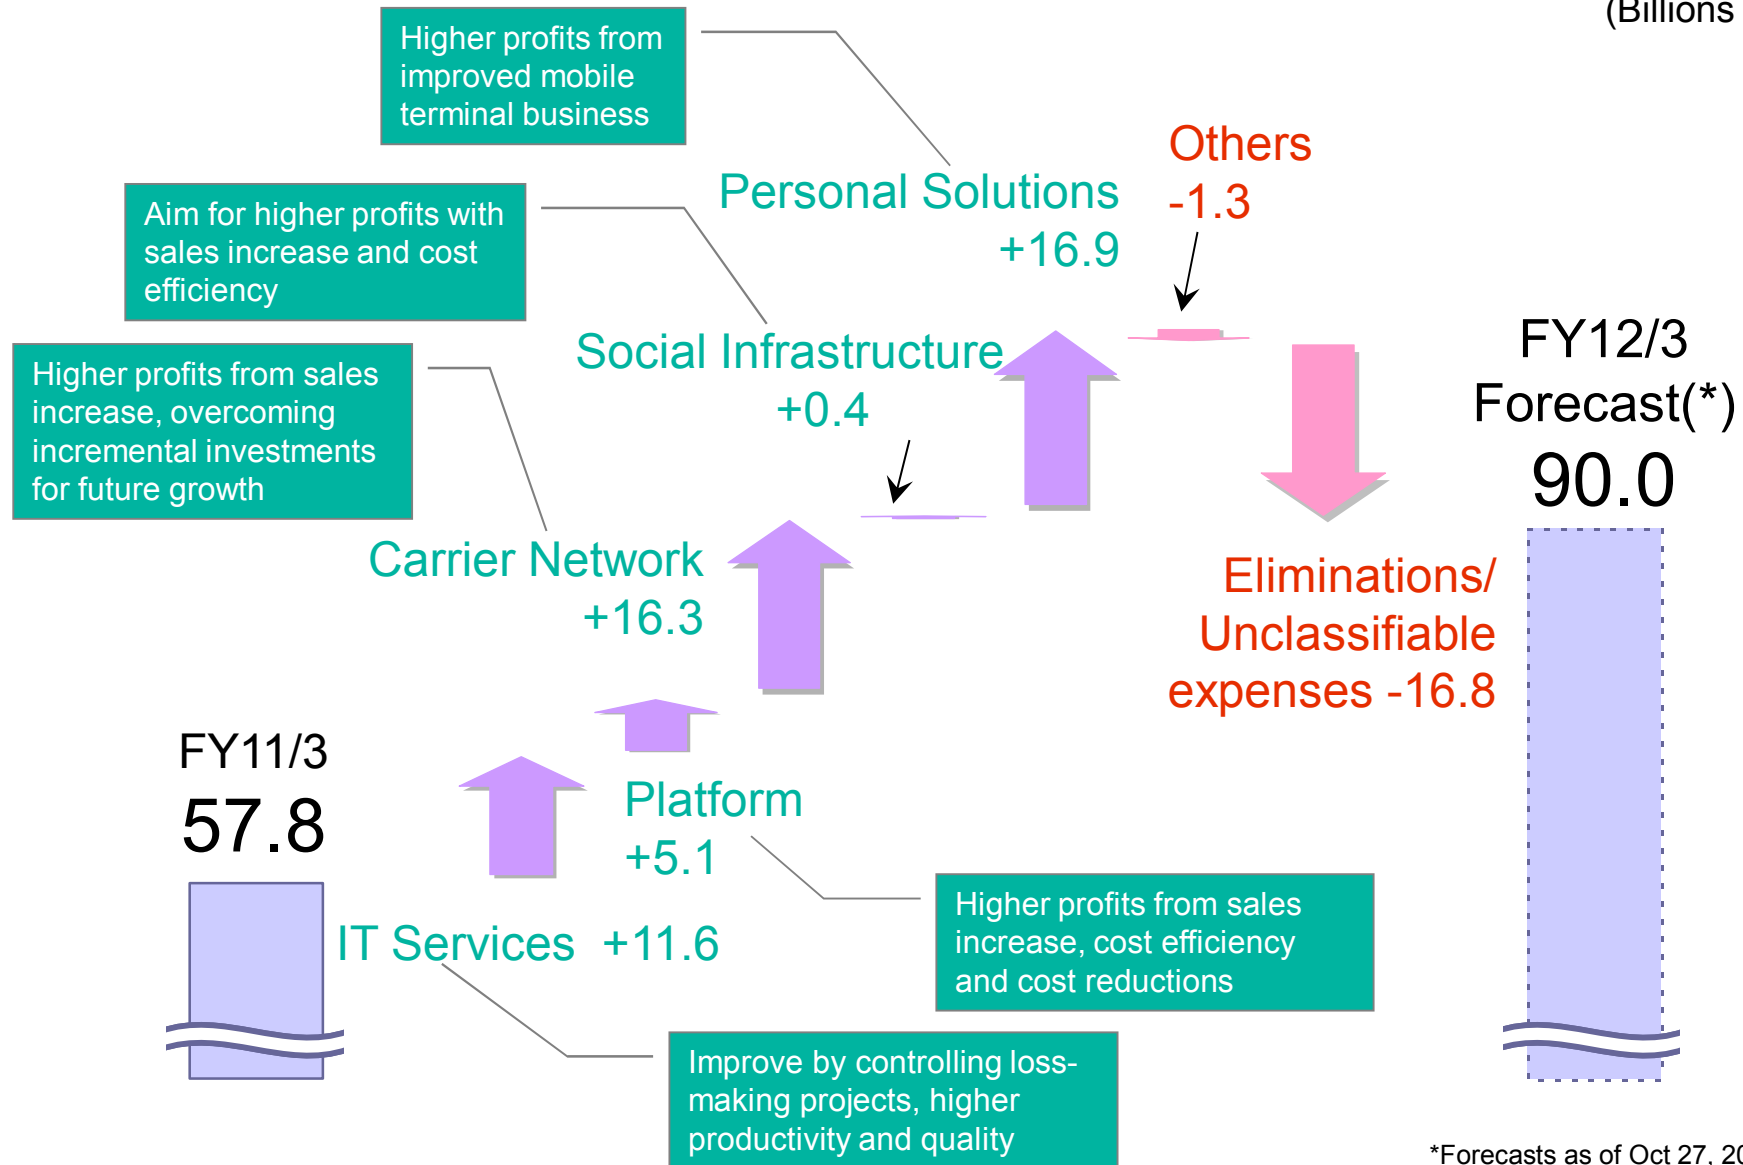 (Billions
Higher profits from
improved mobile
terminal business
Others
-1.3
Personal Solutions
+16.9
Aim for higher profits with
sales increase and cost
efficiency
Social Infrastructure
+0.4
FY12/3
Forecast(*)
90.0
Higher profits from sales
increase, overcoming
incremental investments
for future growth
Carrier Network
+16.3
Eliminations/
Unclassifiable
expenses -16.8
FY11/3
57.8
Platform
+5.1
Higher profits from sales
increase, cost efficiency
and cost reductions
IT Services +11.6
Improve by controlling loss-
making projects, higher
productivity and quality
*Forecasts as of Oct 27,